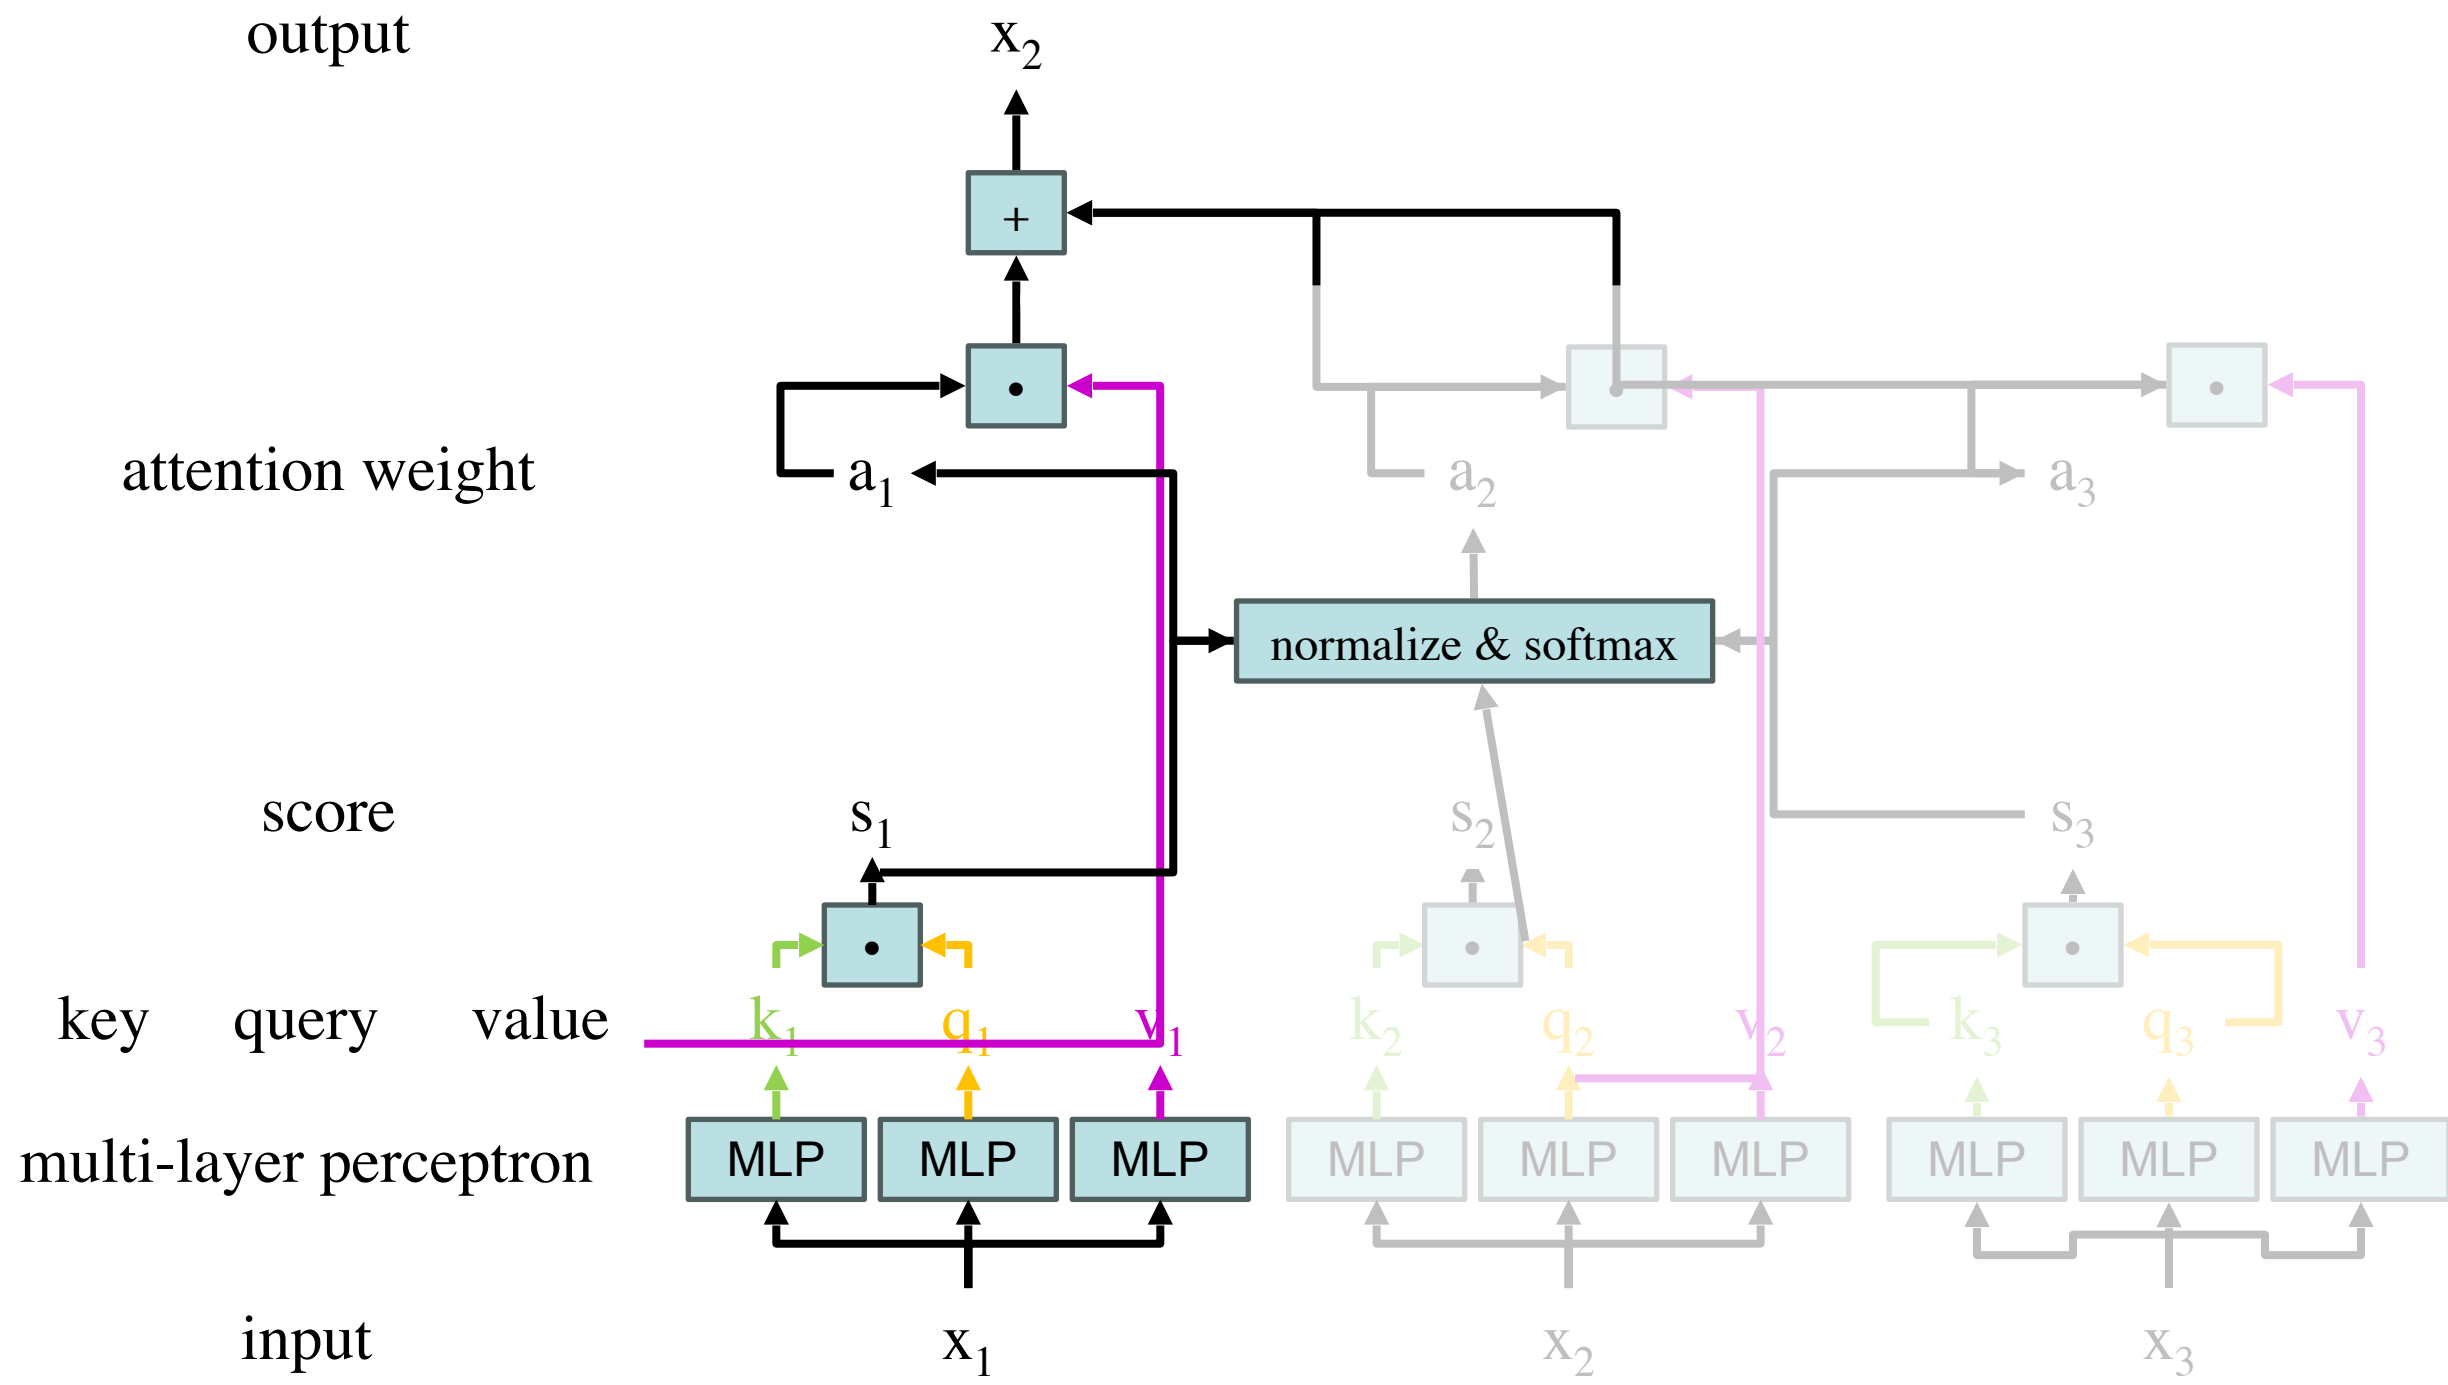 output x₂
+
• • •
attention weight a₁ a₂ a₃
normalize & softmax
score s₁ s₂ s₃
• • •
key query value k₁ q₁ v₁ k₂ q₂ v₂ k₃ q₃ v₃
multi-layer perceptron MLP MLP MLP MLP MLP MLP MLP MLP MLP
input x₁ x₂ x₃